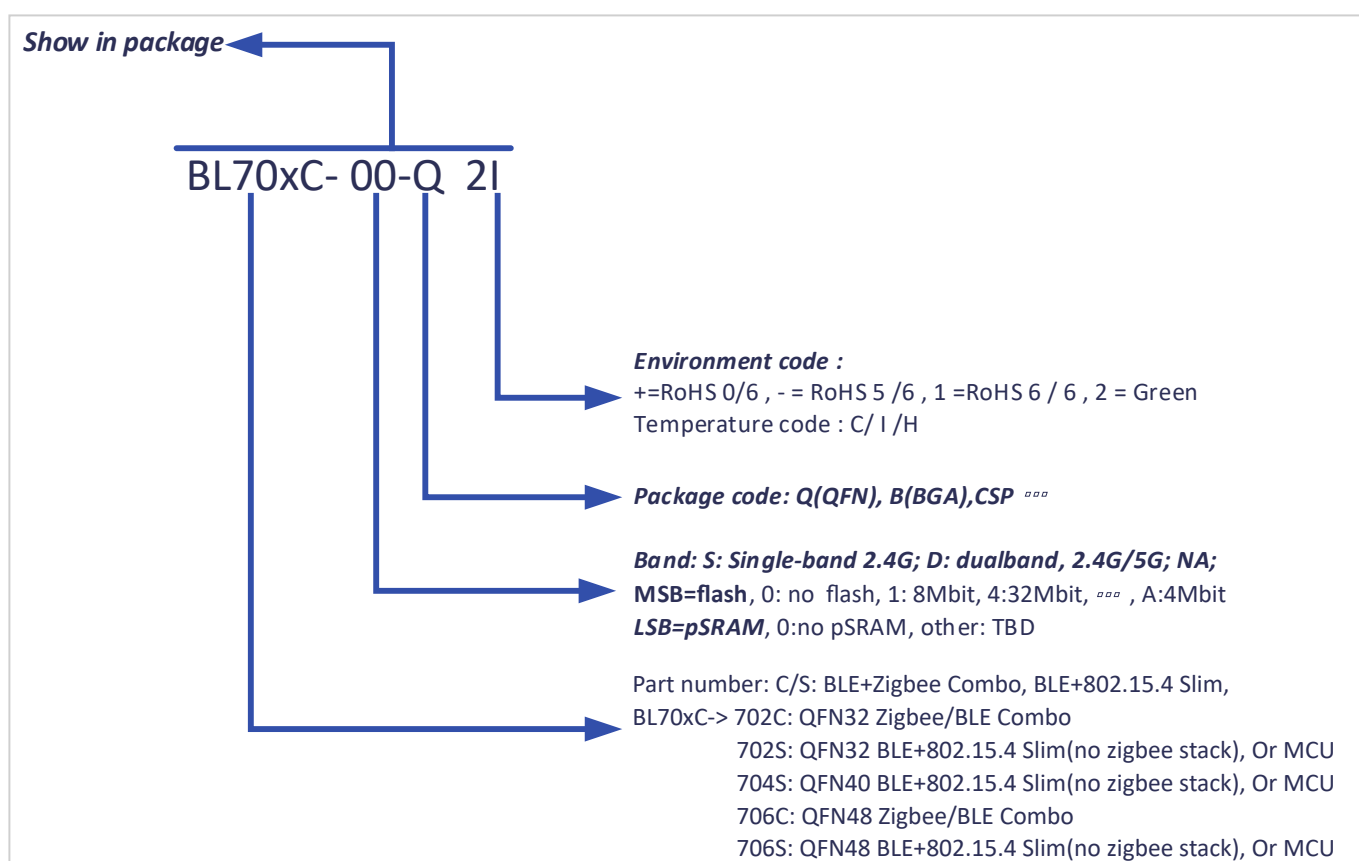 Show in package
BL70xC- 00-Q 2I
Environment code :
+=RoHS 0/6 , - = RoHS 5 /6 , 1 =RoHS 6 / 6 , 2 = Green
Temperature code : C/ I /H
Package code: Q(QFN), B(BGA),CSP ▫▫▫
Band: S: Single-band 2.4G; D: dualband, 2.4G/5G; NA;
MSB=flash, 0: no flash, 1: 8Mbit, 4:32Mbit, ▫▫▫ , A:4Mbit
LSB=pSRAM, 0:no pSRAM, other: TBD
Part number: C/S: BLE+Zigbee Combo, BLE+802.15.4 Slim,
BL70xC-> 702C: QFN32 Zigbee/BLE Combo
702S: QFN32 BLE+802.15.4 Slim(no zigbee stack), Or MCU
704S: QFN40 BLE+802.15.4 Slim(no zigbee stack), Or MCU
706C: QFN48 Zigbee/BLE Combo
706S: QFN48 BLE+802.15.4 Slim(no zigbee stack), Or MCU